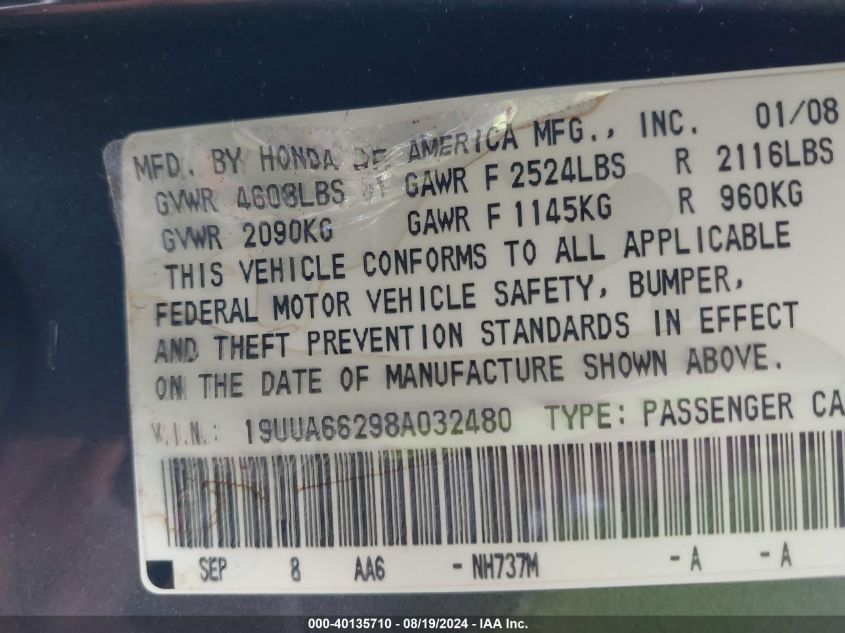 MFD. BY HONDA OF AMERICA MFG., INC. 01/08
GVWR 4608LBS GAWR F 2524LBS R 2116LBS
GVWR 2090KG GAWR F 1145KG R 960KG
THIS VEHICLE CONFORMS TO ALL APPLICABLE
FEDERAL MOTOR VEHICLE SAFETY, BUMPER,
AND THEFT PREVENTION STANDARDS IN EFFECT
ON THE DATE OF MANUFACTURE SHOWN ABOVE.
V.I.N.: 19UUA66298A032480 TYPE: PASSENGER CA
SEP 8 AA6 - NH737M - A - A
000-40135710 - 08/19/2024 - IAA Inc.